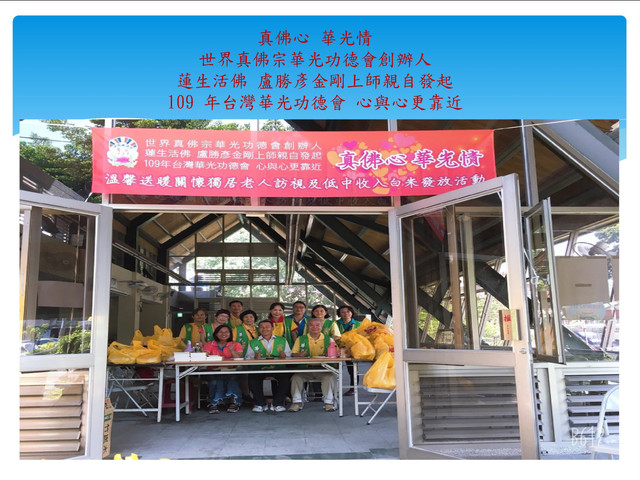 真佛心 華光情
世界真佛宗華光功德會創辦人
蓮生活佛 盧勝彥金剛上師親自發起
109 年台灣華光功德會 心與心更靠近
世界真佛宗華光功德會創辦人
蓮生活佛 盧勝彥金剛上師親自發起
109年台灣華光功德會 心與心更靠近
真佛心 華光情
溫馨送暖關懷獨居老人訪視及低中收入白米發放活動